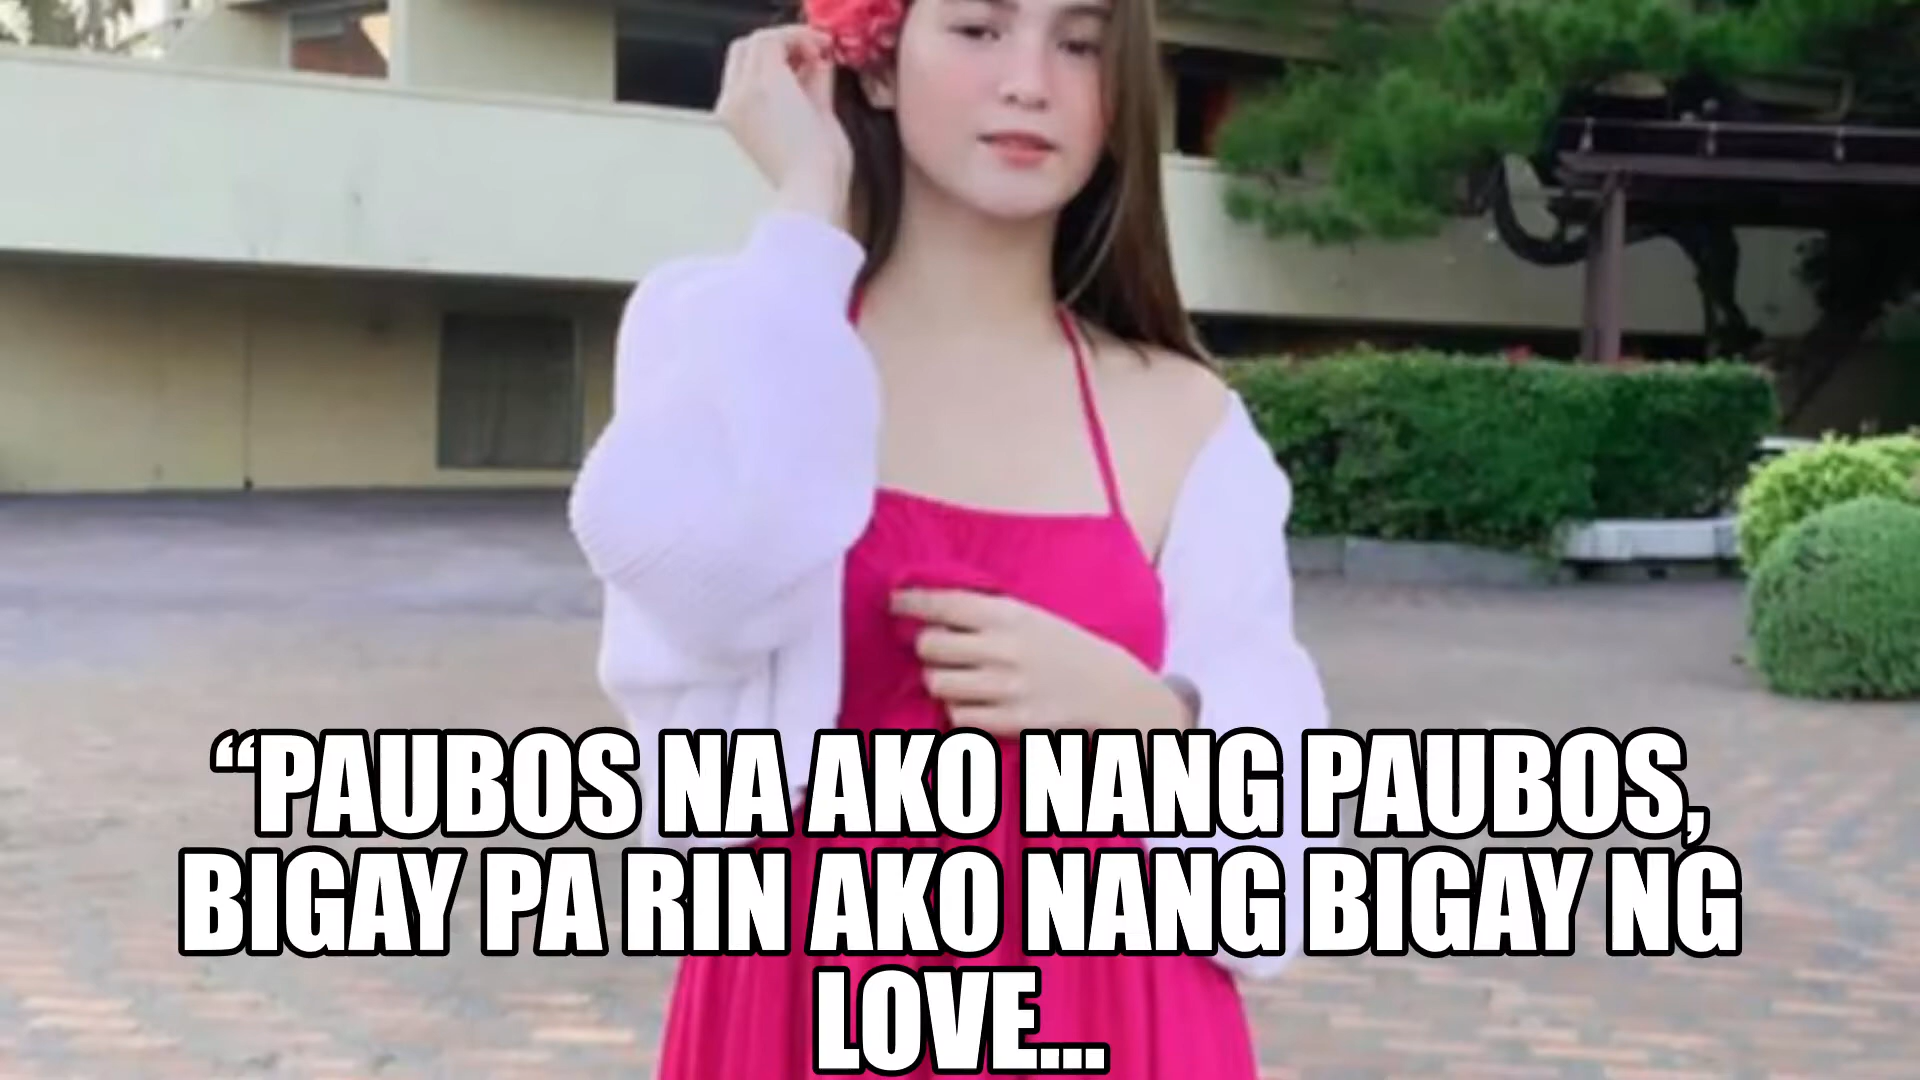 “PAUBOS NA AKO NANG PAUBOS,
BIGAY PA RIN AKO NANG BIGAY NG
LOVE...